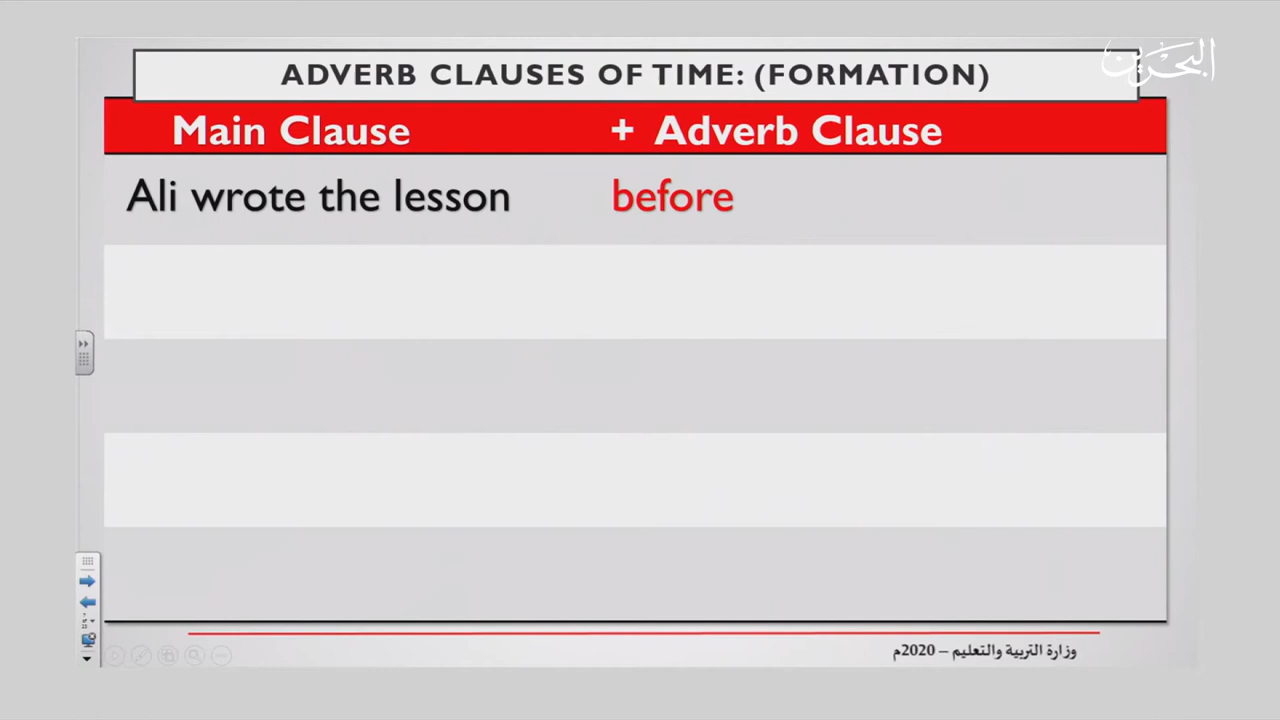 البحرين
ADVERB CLAUSES OF TIME: (FORMATION)
Main Clause + Adverb Clause
Ali wrote the lesson before
وزارة التربية والتعليم – 2020م